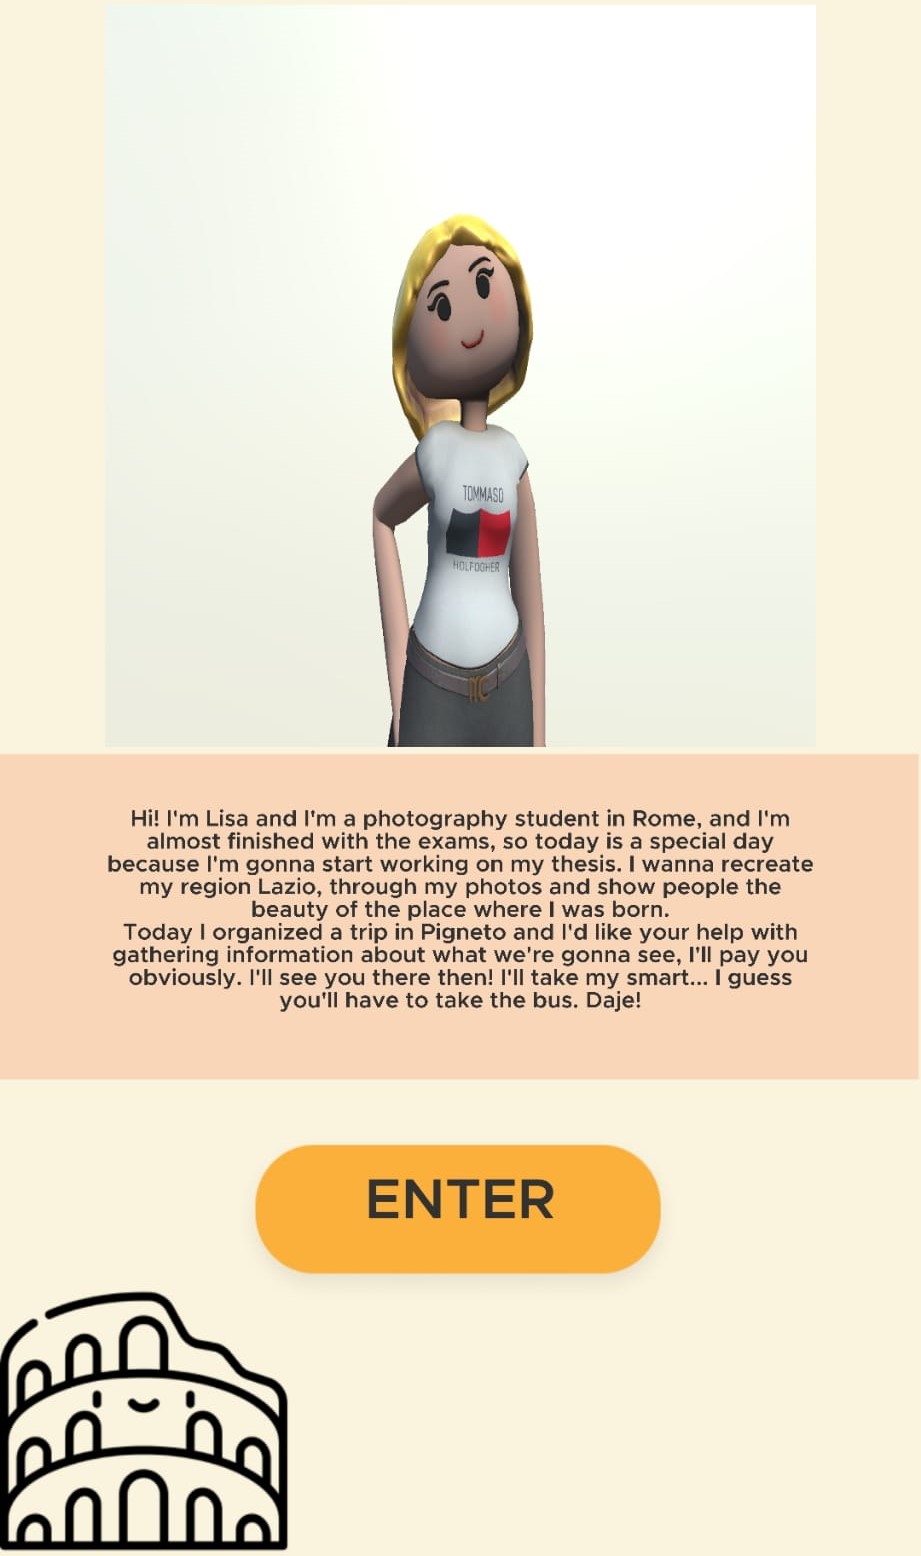 TOMMASO
HOLFOGHER
Hi! I'm Lisa and I'm a photography student in Rome, and I'm
almost finished with the exams, so today is a special day
because I'm gonna start working on my thesis. I wanna recreate
my region Lazio, through my photos and show people the
beauty of the place where I was born.
Today I organized a trip in Pigneto and I'd like your help with
gathering information about what we're gonna see, I'll pay you
obviously. I'll see you there then! I'll take my smart... I guess
you'll have to take the bus. Daje!
ENTER